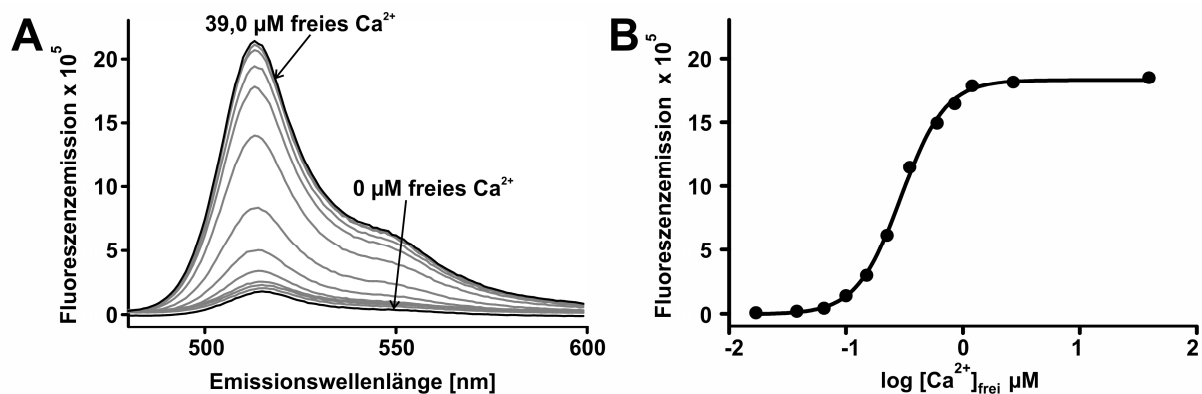 A
39,0 µM freies Ca²⁺
0 µM freies Ca²⁺
Fluoreszenzemission x 10⁵
20
15
10
5
0
500
550
600
Emissionswellenlänge [nm]
B
Fluoreszenzemission x 10⁵
20
15
10
5
0
-2
-1
0
1
2
log [Ca²⁺]frei µM